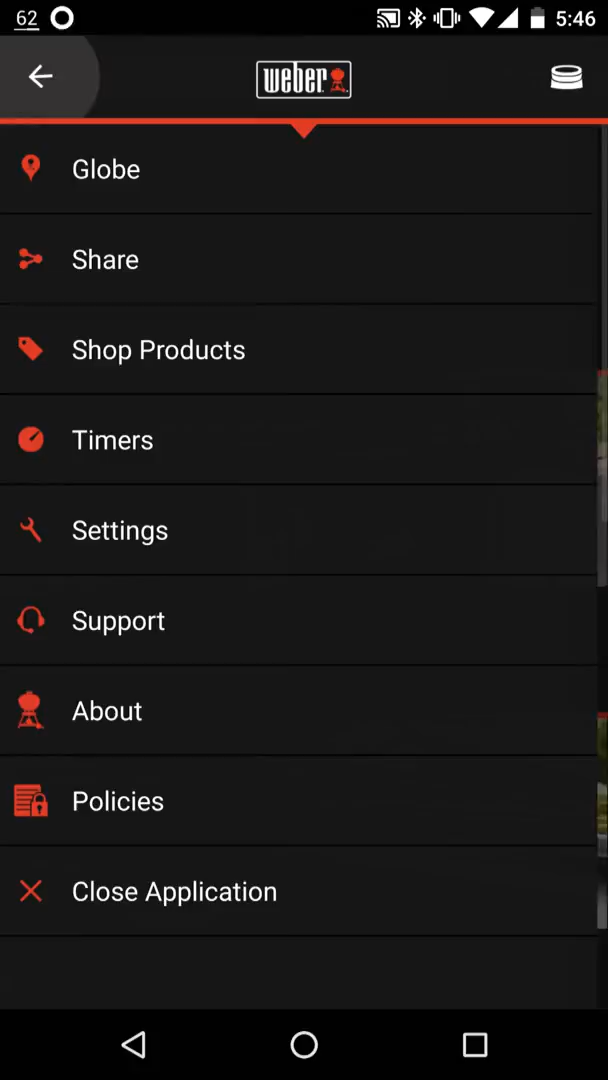 62 5:46
weber
Globe
Share
Shop Products
Timers
Settings
Support
About
Policies
Close Application